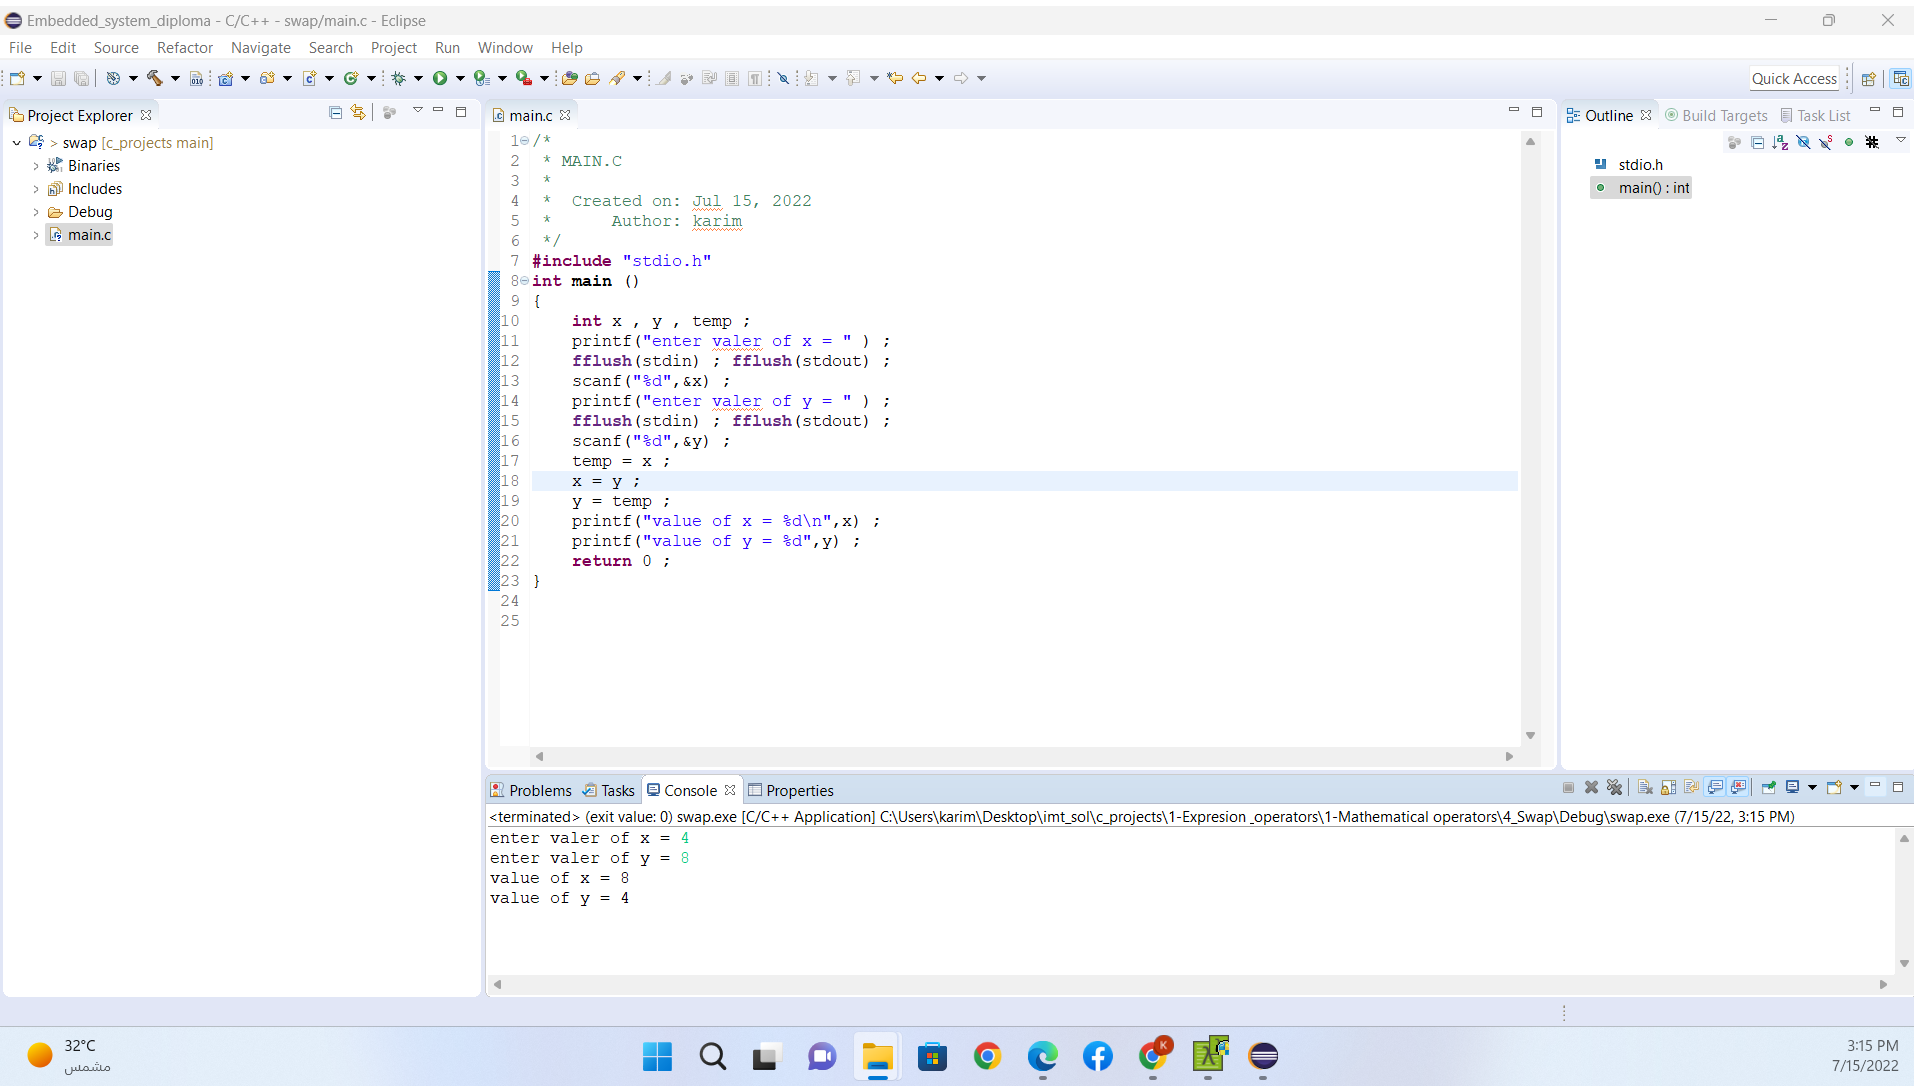 Embedded_system_diploma - C/C++ - swap/main.c - Eclipse
File Edit Source Refactor Navigate Search Project Run Window Help
Quick Access
Project Explorer
> swap [c_projects main]
Binaries
Includes
Debug
main.c
main.c
1 /*
2  * MAIN.C
3  *
4  *  Created on: Jul 15, 2022
5  *      Author: karim
6  */
7 #include "stdio.h"
8 int main ()
9 {
10     int x , y , temp ;
11     printf("enter valer of x = " ) ;
12     fflush(stdin) ; fflush(stdout) ;
13     scanf("%d",&x) ;
14     printf("enter valer of y = " ) ;
15     fflush(stdin) ; fflush(stdout) ;
16     scanf("%d",&y) ;
17     temp = x ;
18     x = y ;
19     y = temp ;
20     printf("value of x = %d\n",x) ;
21     printf("value of y = %d",y) ;
22     return 0 ;
23 }
24
25
Outline Build Targets Task List
stdio.h
main() : int
Problems Tasks Console Properties
<terminated> (exit value: 0) swap.exe [C/C++ Application] C:\Users\karim\Desktop\imt_sol\c_projects\1-Expresion _operators\1-Mathematical operators\4_Swap\Debug\swap.exe (7/15/22, 3:15 PM)
enter valer of x = 4
enter valer of y = 8
value of x = 8
value of y = 4
32°C
مشمس
K
3:15 PM
7/15/2022